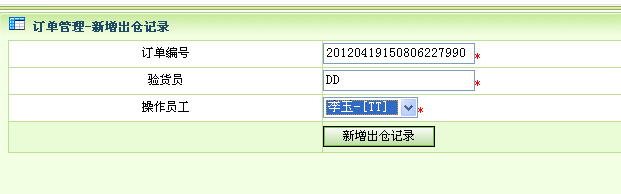 订单管理-新增出仓记录
订单编号 20120419150806227990 *
验货员 DD *
操作员工 李玉-[TT] *
新增出仓记录